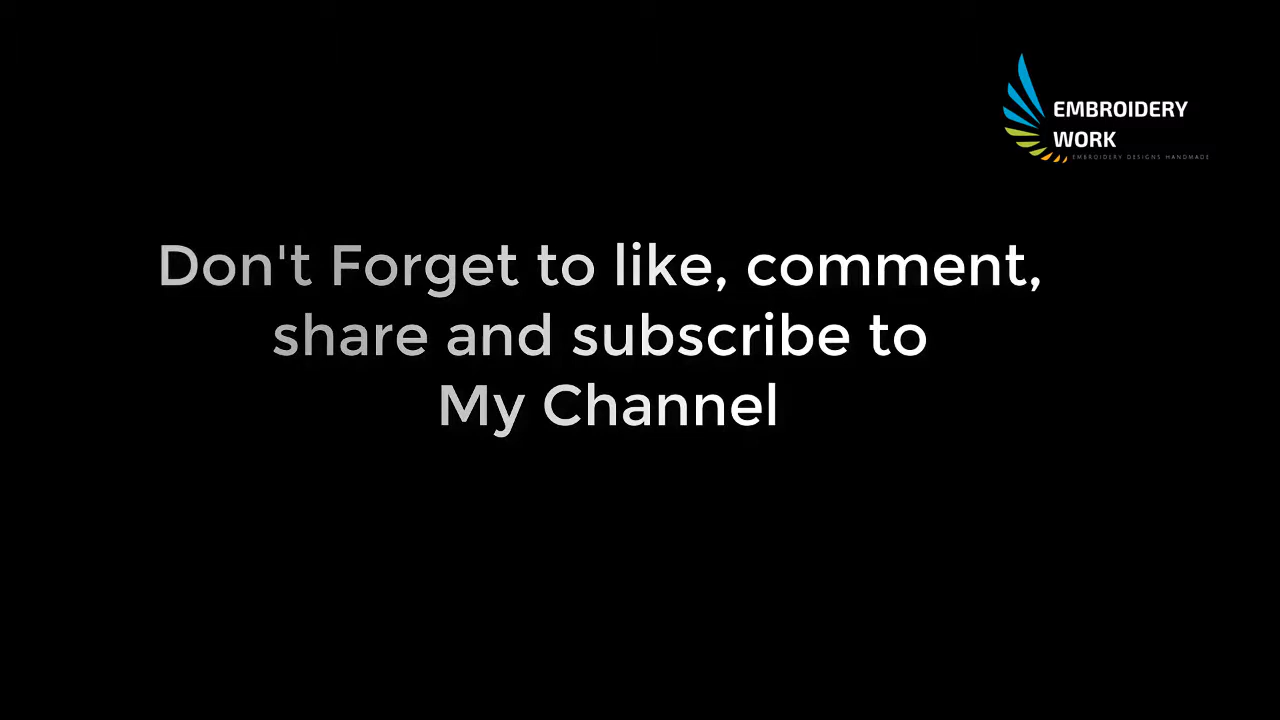 EMBROIDERY
WORK
EMBROIDERY DESIGNS HANDMADE
Don't Forget to like, comment,
share and subscribe to
My Channel